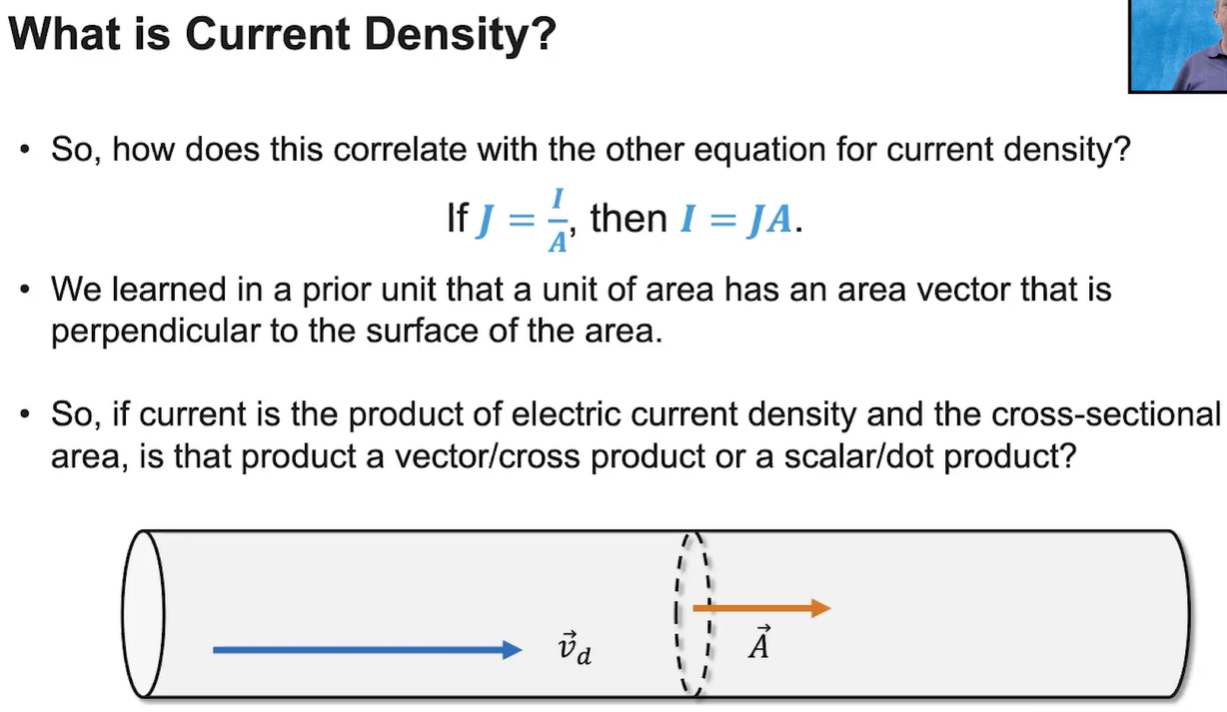 What is Current Density?
• So, how does this correlate with the other equation for current density?
If J = I/A, then I = JA.
• We learned in a prior unit that a unit of area has an area vector that is
perpendicular to the surface of the area.
• So, if current is the product of electric current density and the cross-sectional
area, is that product a vector/cross product or a scalar/dot product?
v⃗d
A⃗